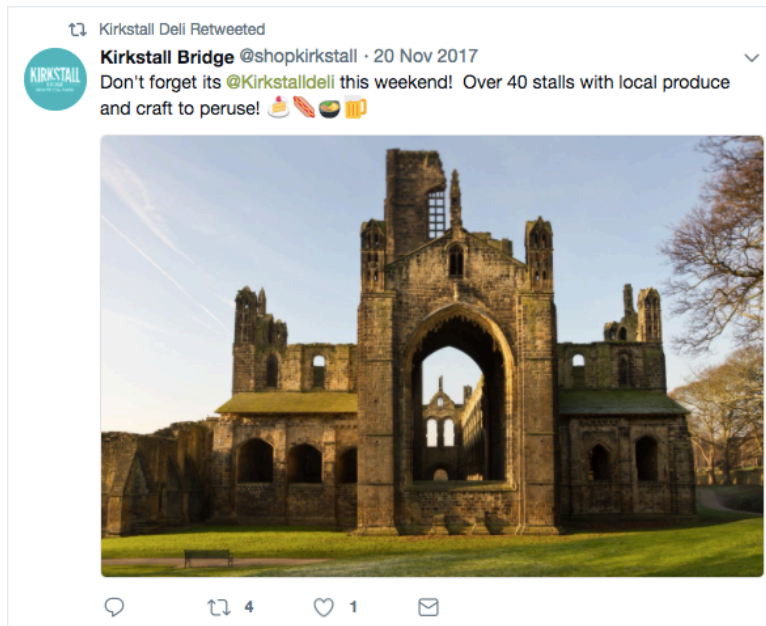 Kirkstall Deli Retweeted
Kirkstall Bridge @shopkirkstall · 20 Nov 2017
KIRKSTALL
Don't forget its @Kirkstalldeli this weekend!  Over 40 stalls with local produce
and craft to peruse! 🍰🥓🍲🍺
4
1